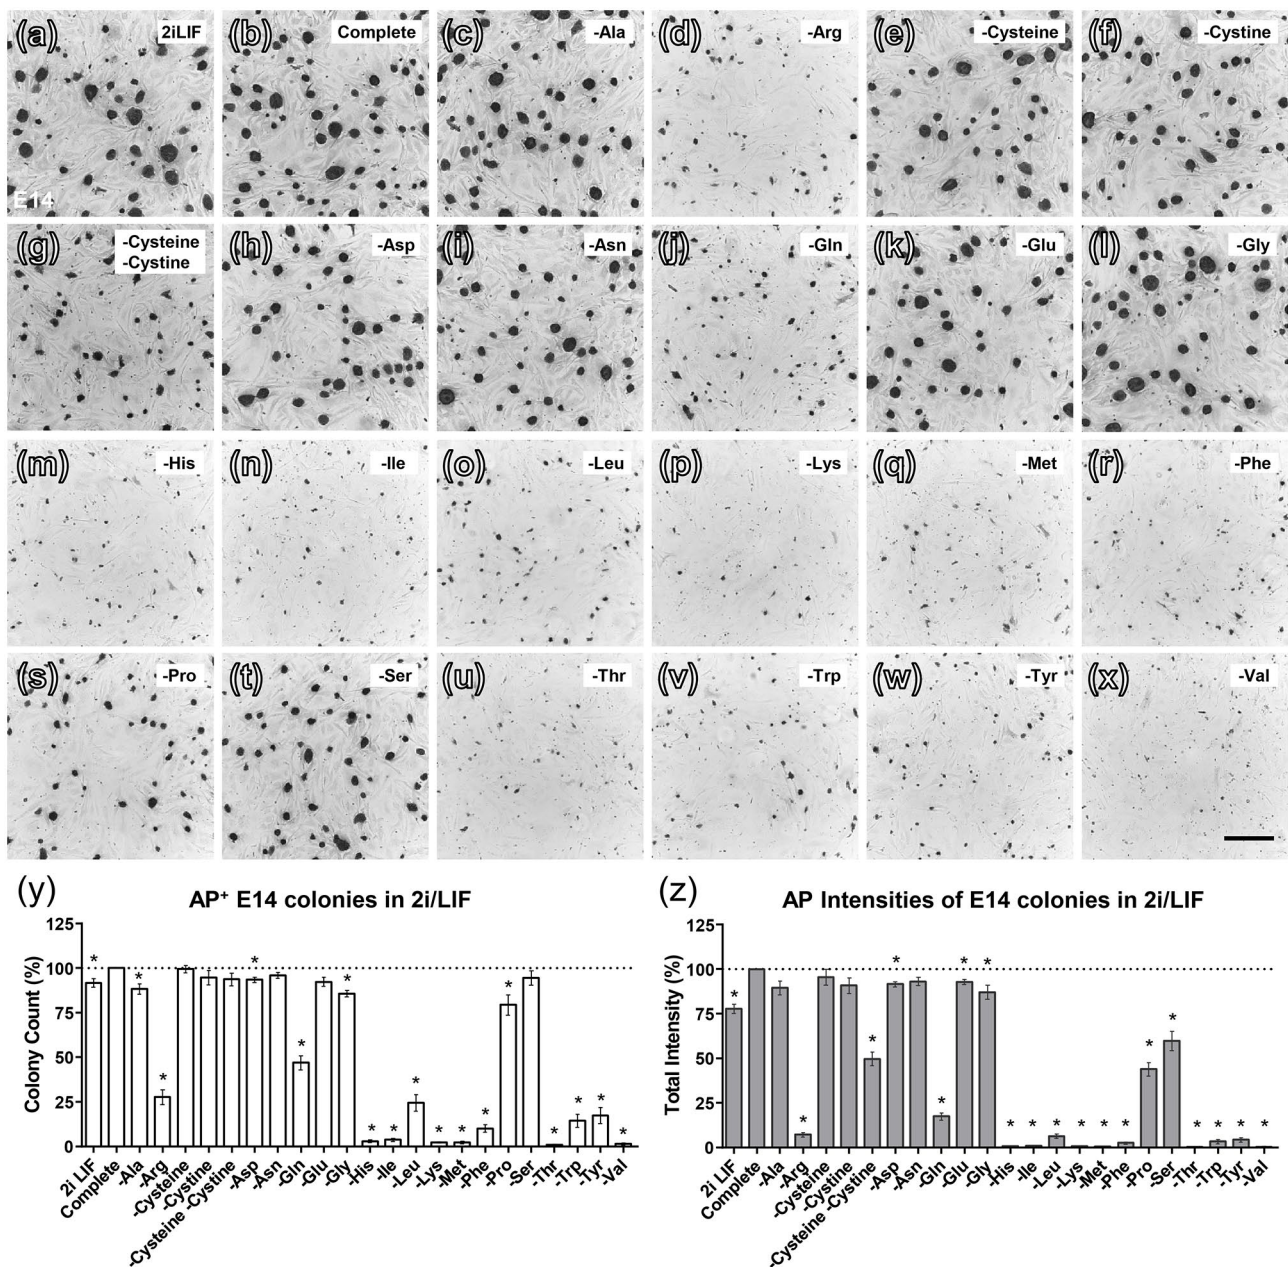 (a) 2iLIF (b) Complete (c) -Ala (d) -Arg (e) -Cysteine (f) -Cystine
E14
(g) -Cysteine (h) -Asp (i) -Asn (j) -Gln (k) -Glu (l) -Gly
-Cystine
(m) -His (n) -Ile (o) -Leu (p) -Lys (q) -Met (r) -Phe
(s) -Pro (t) -Ser (u) -Thr (v) -Trp (w) -Tyr (x) -Val
(y)
AP⁺ E14 colonies in 2i/LIF
Colony Count (%)
125
100
75
50
25
0
* * * * * * * * * * * * * * * * *
2i LIF
Complete
-Ala
-Arg
-Cysteine
-Cystine
-Cysteine -Cystine
-Asp
-Asn
-Gln
-Glu
-Gly
-His
-Ile
-Leu
-Lys
-Met
-Phe
-Pro
-Ser
-Thr
-Trp
-Tyr
-Val
(z)
AP Intensities of E14 colonies in 2i/LIF
Total Intensity (%)
125
100
75
50
25
0
* * * * * * * * * * * * * * * * * * *
2i LIF
Complete
-Ala
-Arg
-Cysteine
-Cystine
-Cysteine -Cystine
-Asp
-Asn
-Gln
-Glu
-Gly
-His
-Ile
-Leu
-Lys
-Met
-Phe
-Pro
-Ser
-Thr
-Trp
-Tyr
-Val